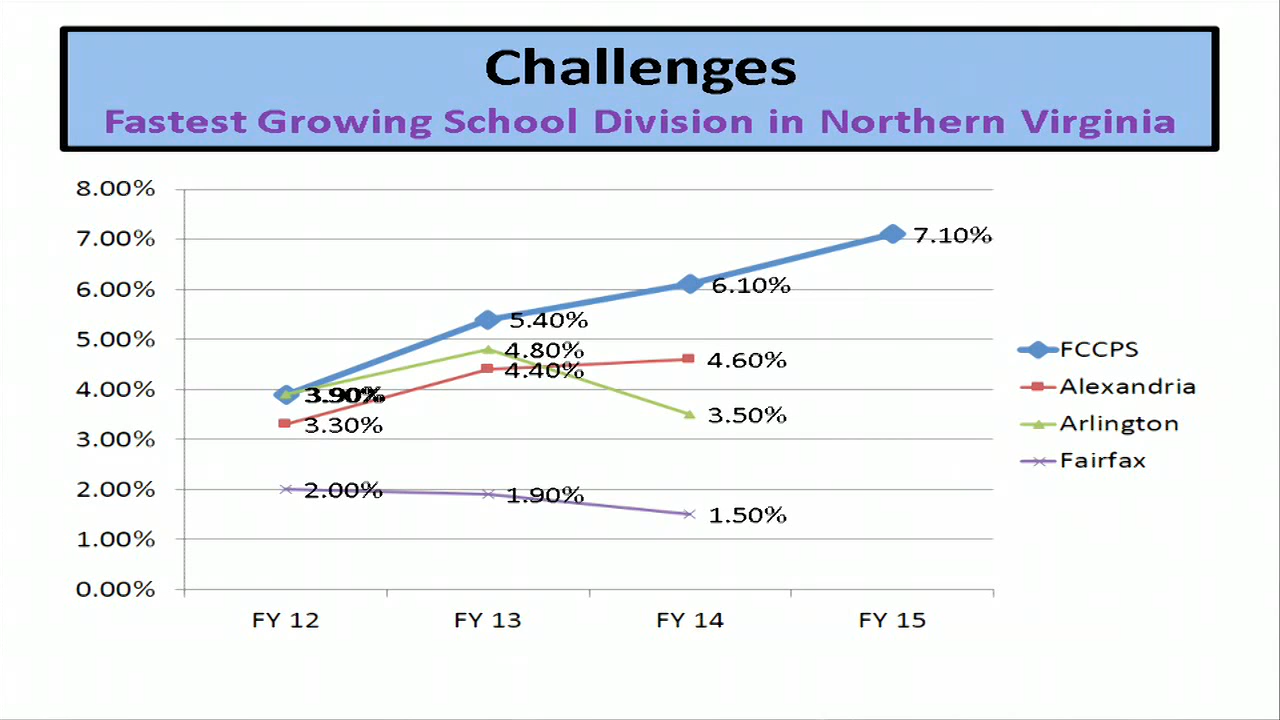 Challenges
Fastest Growing School Division in Northern Virginia
8.00%
7.00%
6.00%
5.00%
4.00%
3.00%
2.00%
1.00%
0.00%
7.10%
6.10%
5.40%
4.80%
4.40%
4.60%
3.90%
3.50%
3.30%
2.00%
1.90%
1.50%
FY 12
FY 13
FY 14
FY 15
FCCPS
Alexandria
Arlington
Fairfax